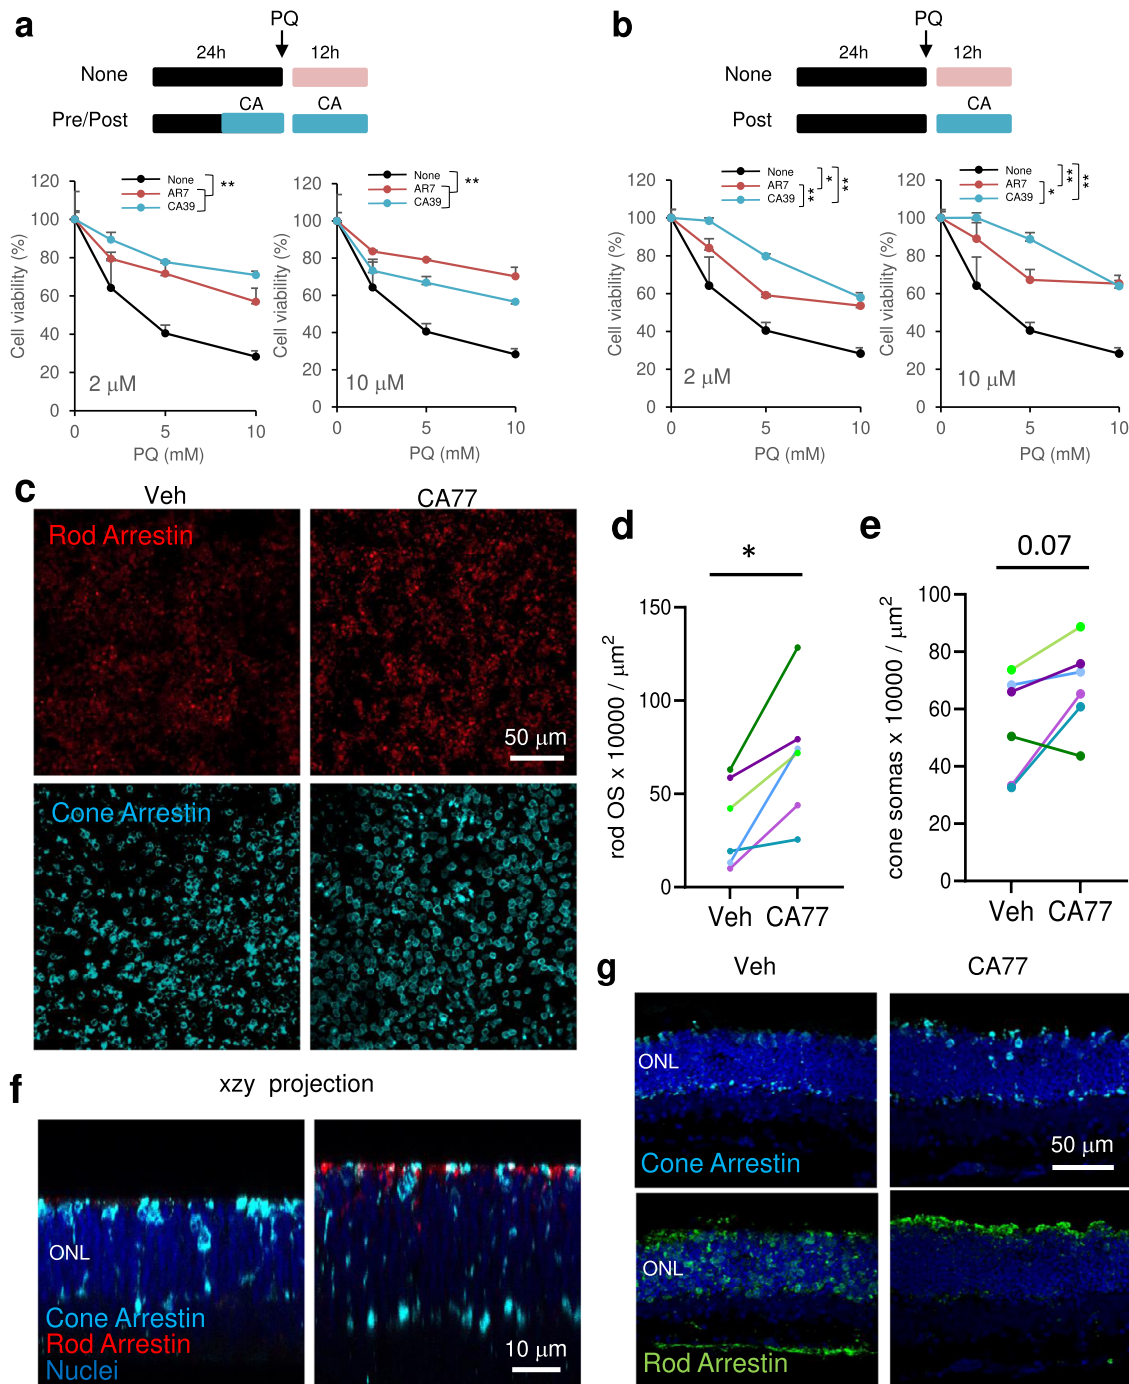 a
PQ
24h
12h
None
CA
CA
Pre/Post
None
AR7
CA39
**
120
100
80
60
40
20
0
Cell viability (%)
2 μM
0
5
10
PQ (mM)
None
AR7
CA39
**
120
100
80
60
40
20
0
Cell viability (%)
10 μM
0
5
10
PQ (mM)
b
PQ
24h
12h
None
CA
Post
None
AR7
CA39
**
*
**
120
100
80
60
40
20
0
Cell viability (%)
2 μM
0
5
10
PQ (mM)
None
AR7
CA39
*
**
**
120
100
80
60
40
20
0
Cell viability (%)
10 μM
0
5
10
PQ (mM)
c
Veh
CA77
Rod Arrestin
50 μm
Cone Arrestin
d
*
150
100
50
0
rod OS x 10000 / μm²
Veh CA77
e
0.07
100
80
60
40
20
0
cone somas x 10000 / μm²
Veh CA77
f
xzy projection
ONL
Cone Arrestin
Rod Arrestin
Nuclei
10 μm
g
Veh
CA77
ONL
Cone Arrestin
50 μm
ONL
Rod Arrestin